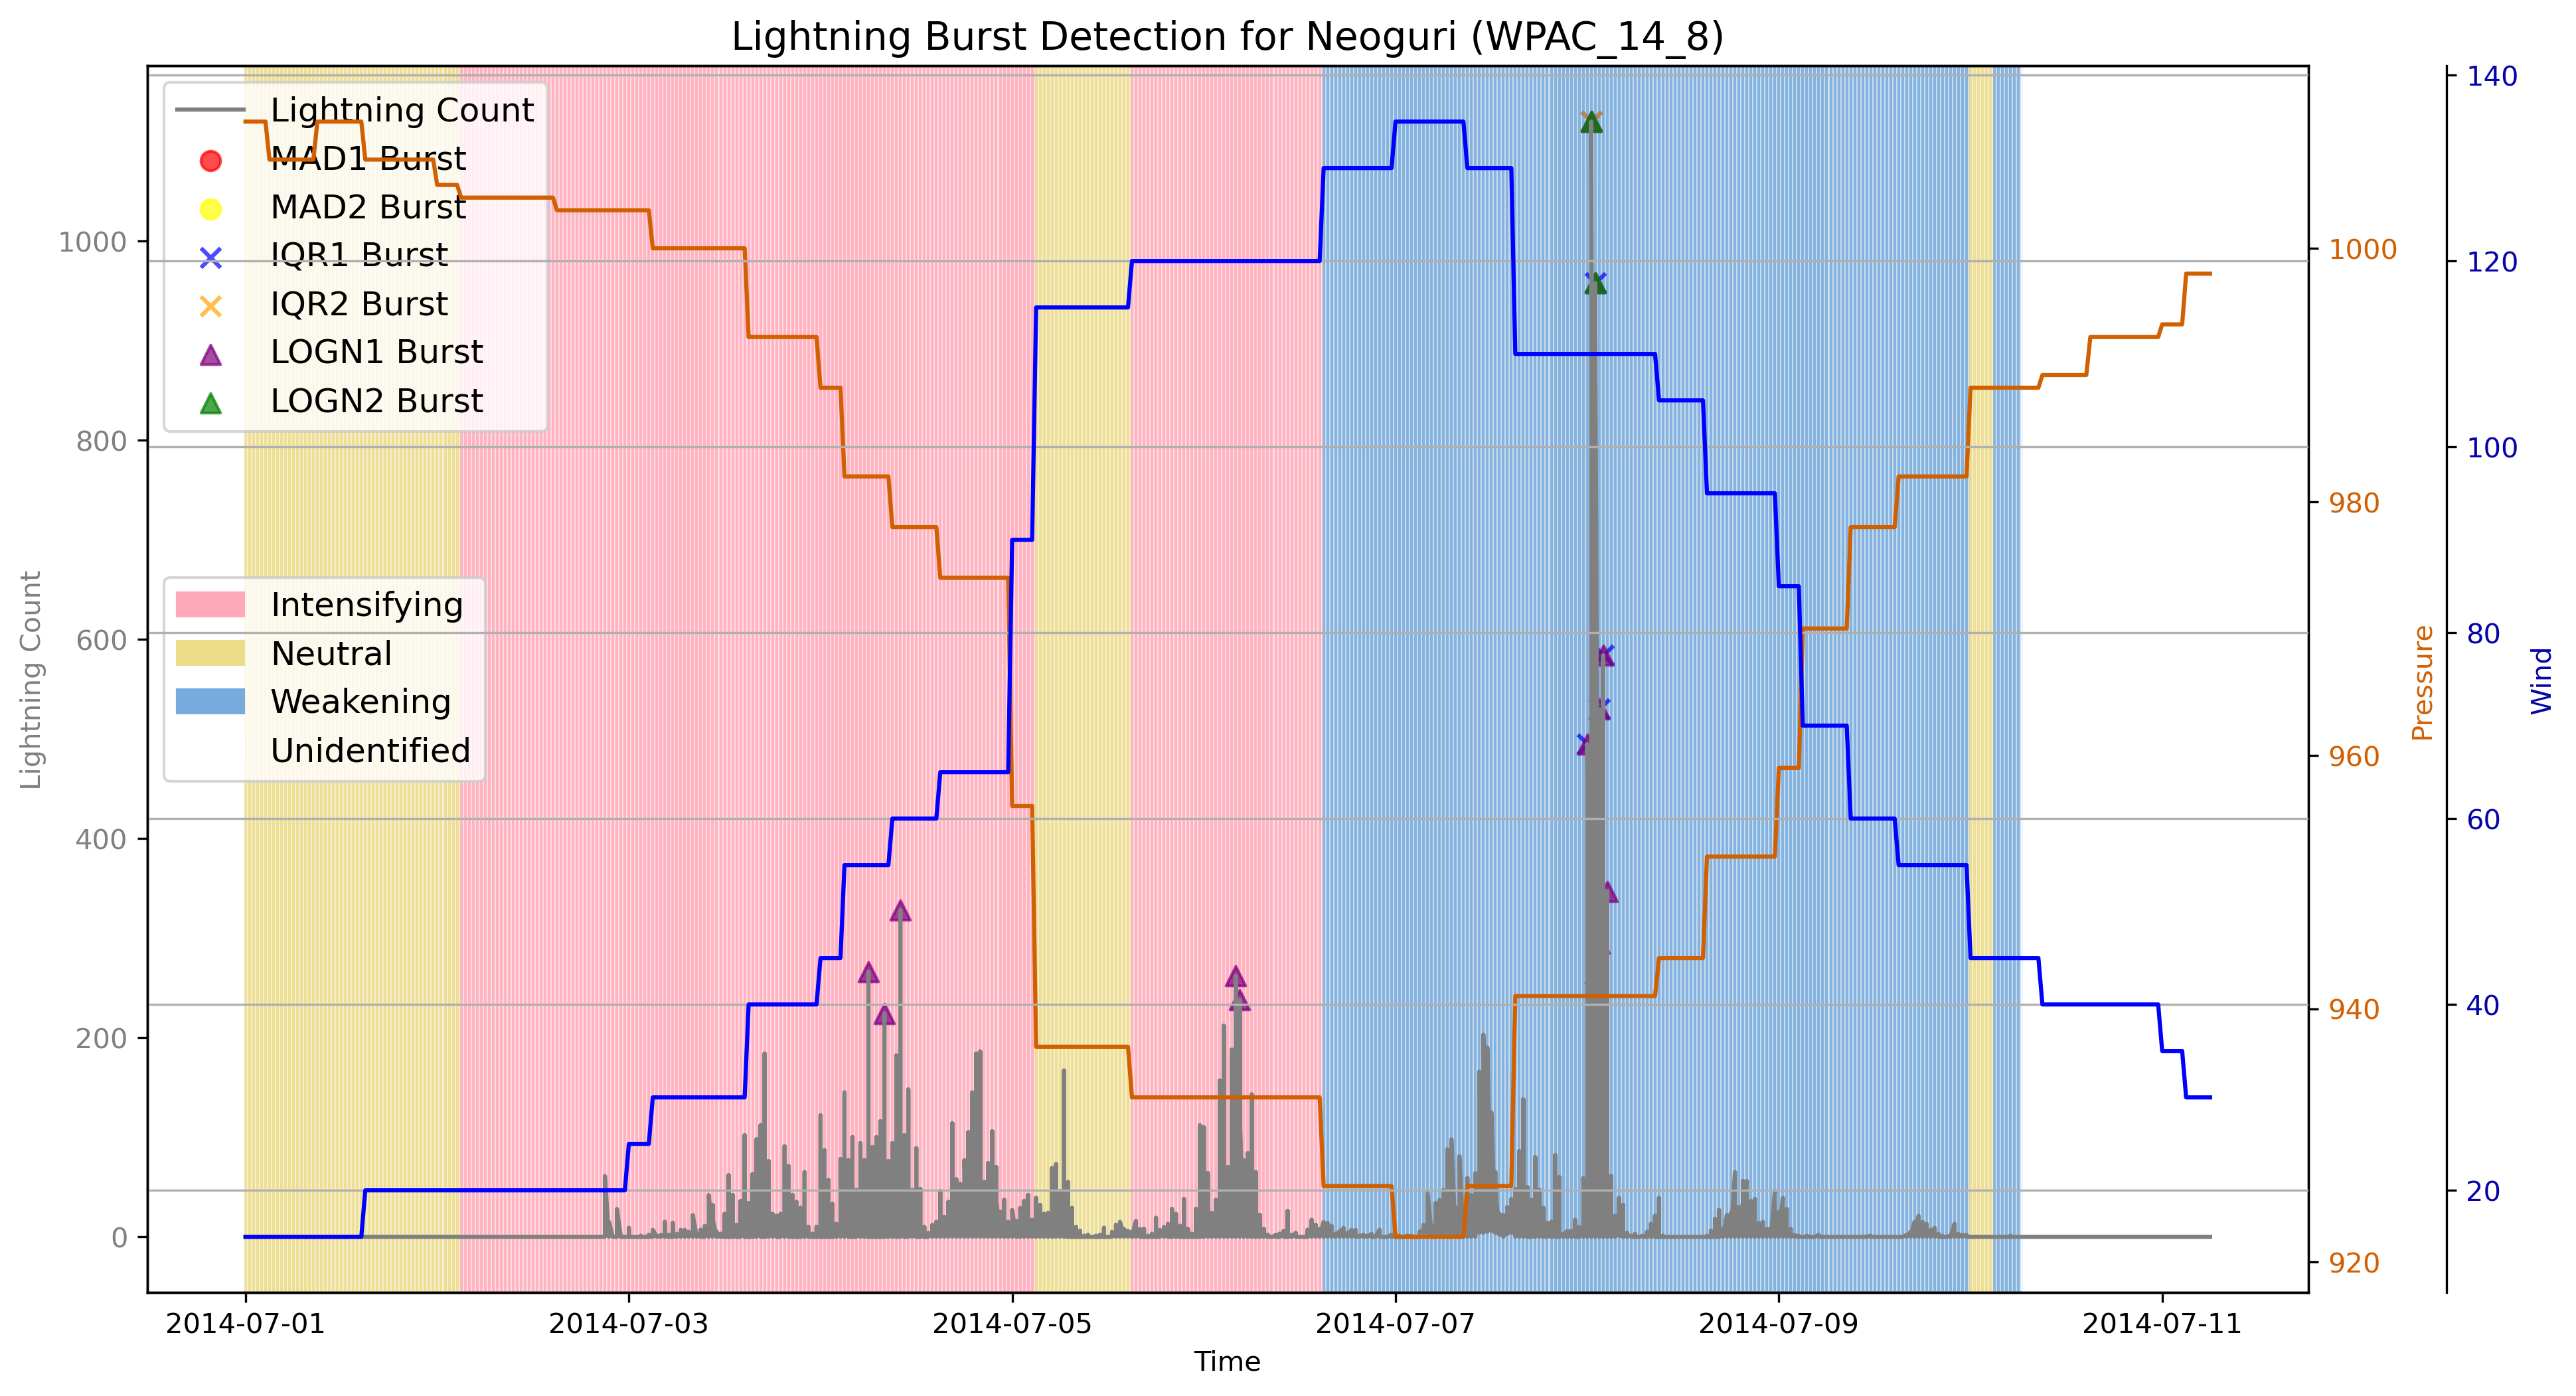 Lightning Burst Detection for Neoguri (WPAC_14_8)
Lightning Count
MAD1 Burst
MAD2 Burst
IQR1 Burst
IQR2 Burst
LOGN1 Burst
LOGN2 Burst
Intensifying
Neutral
Weakening
Unidentified
Lightning Count
1000
800
600
400
200
0
1000
980
960
940
920
Pressure
140
120
100
80
60
40
20
Wind
2014-07-01
2014-07-03
2014-07-05
2014-07-07
2014-07-09
2014-07-11
Time